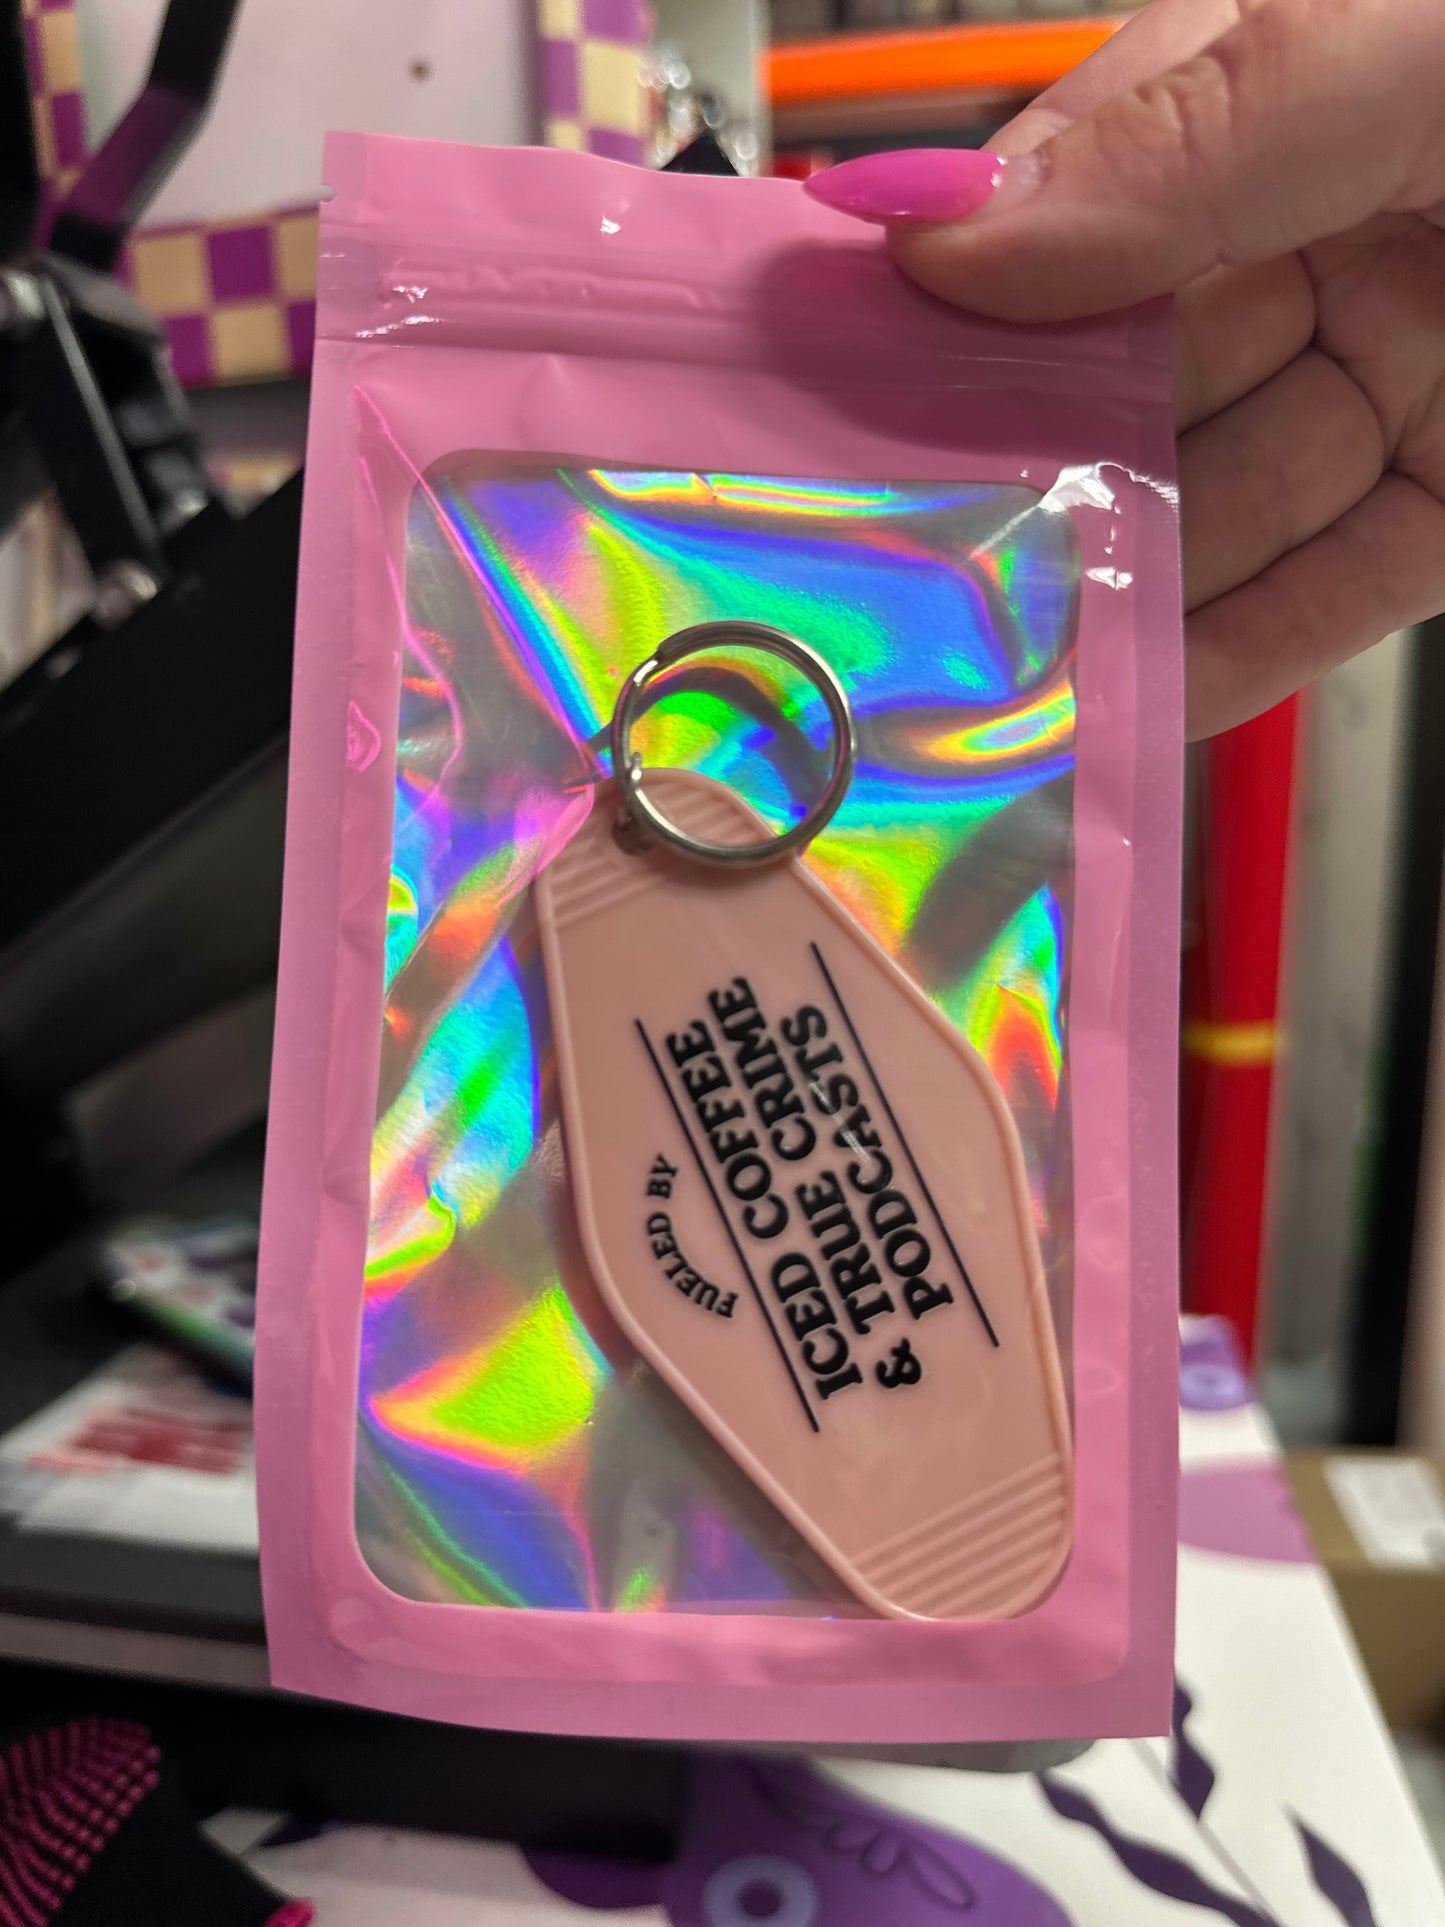 FUELED BY
ICED COFFEE
& TRUE CRIME
PODCASTS